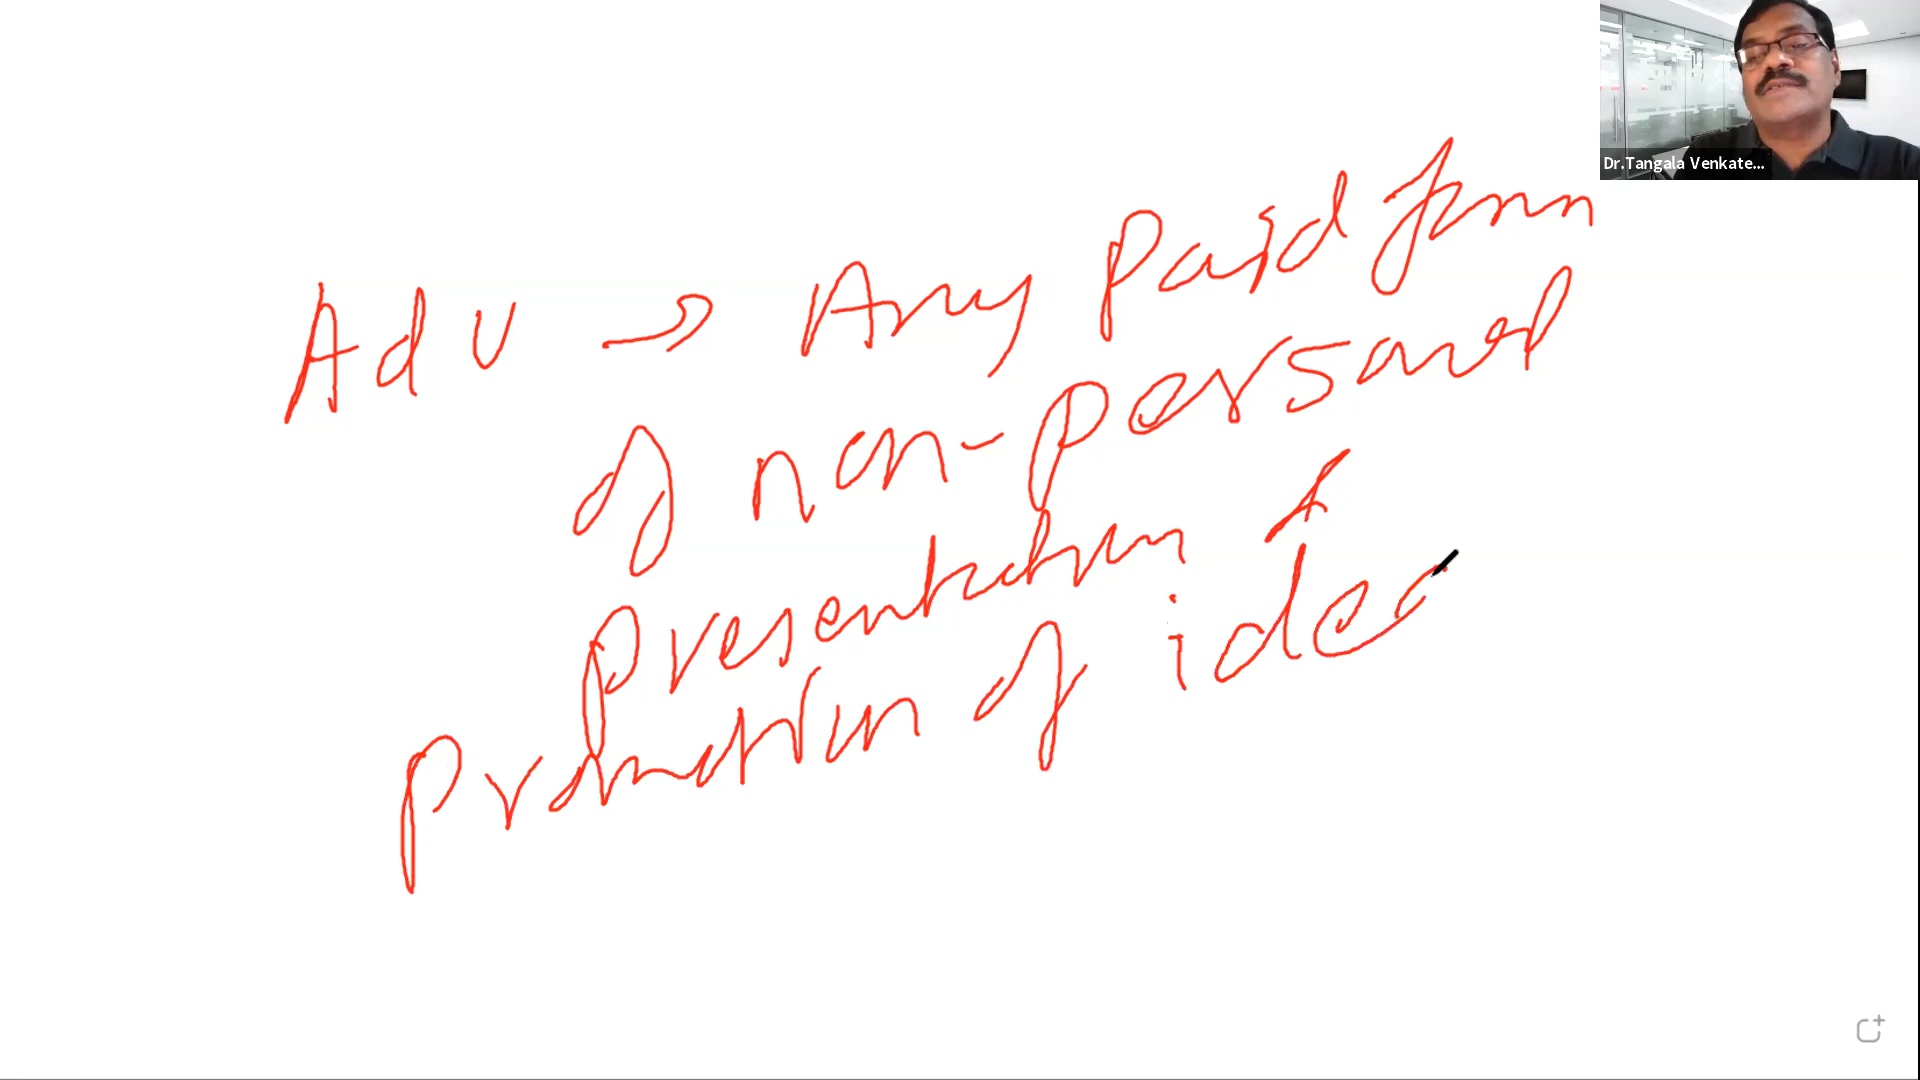 Dr.Tangala Venkate...
Adv → Any Paid form
of non-personal
presentation &
promotion of idea